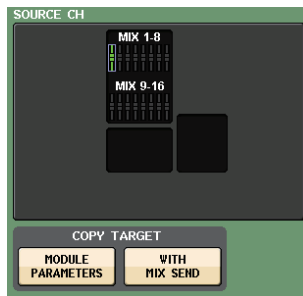 SOURCE CH
MIX 1-8
MIX 9-16
COPY TARGET
MODULE
PARAMETERS
WITH
MIX SEND